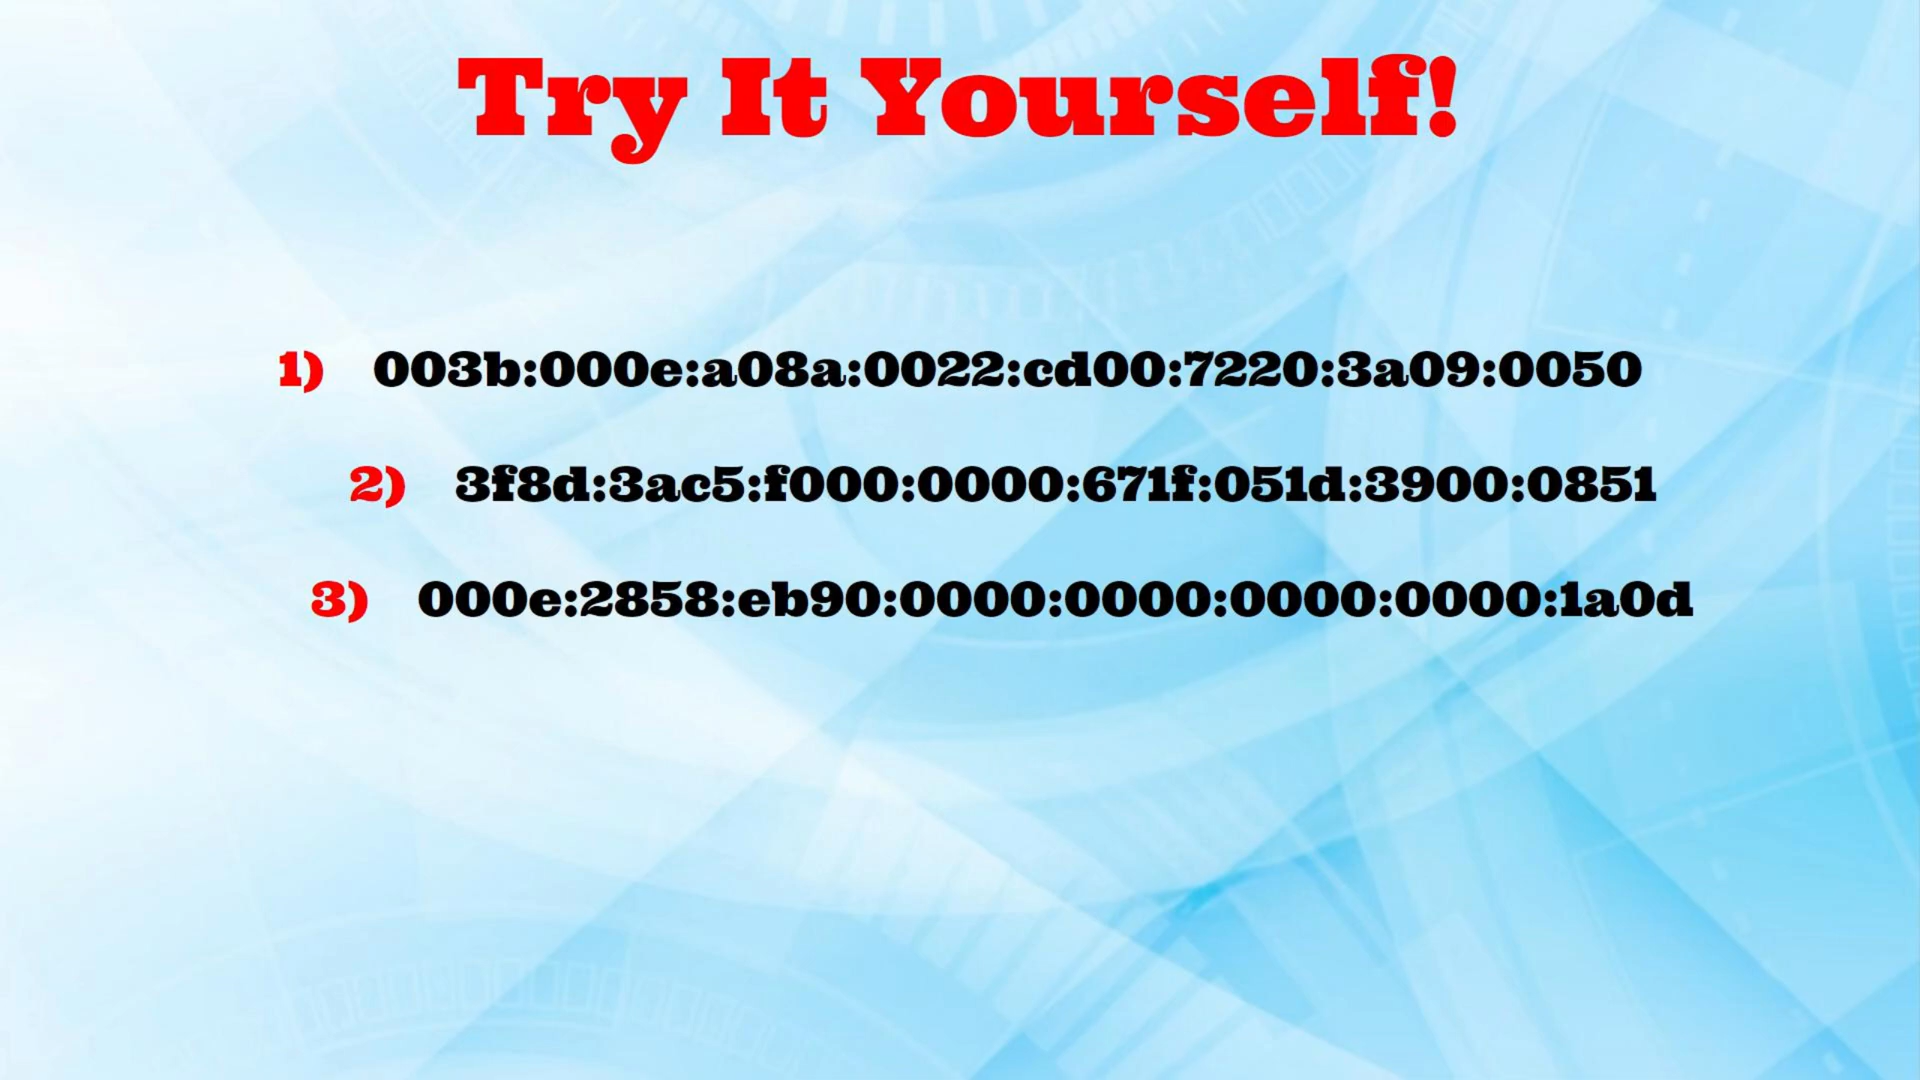 Try It Yourself!
1) 003b:000e:a08a:0022:cd00:7220:3a09:0050
2) 3f8d:3ac5:f000:0000:671f:051d:3900:0851
3) 000e:2858:eb90:0000:0000:0000:0000:1a0d